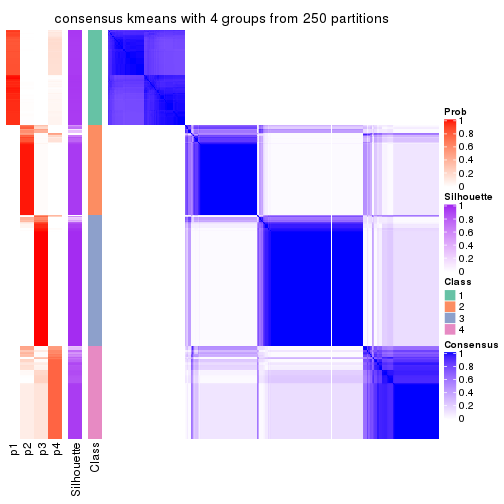 consensus kmeans with 4 groups from 250 partitions
Prob
1
0.8
0.6
0.4
0.2
0
Silhouette
1
0.8
0.6
0.4
0.2
0
Class
1
2
3
4
Consensus
1
0.8
0.6
0.4
0.2
0
p1
p2
p3
p4
Silhouette
Class